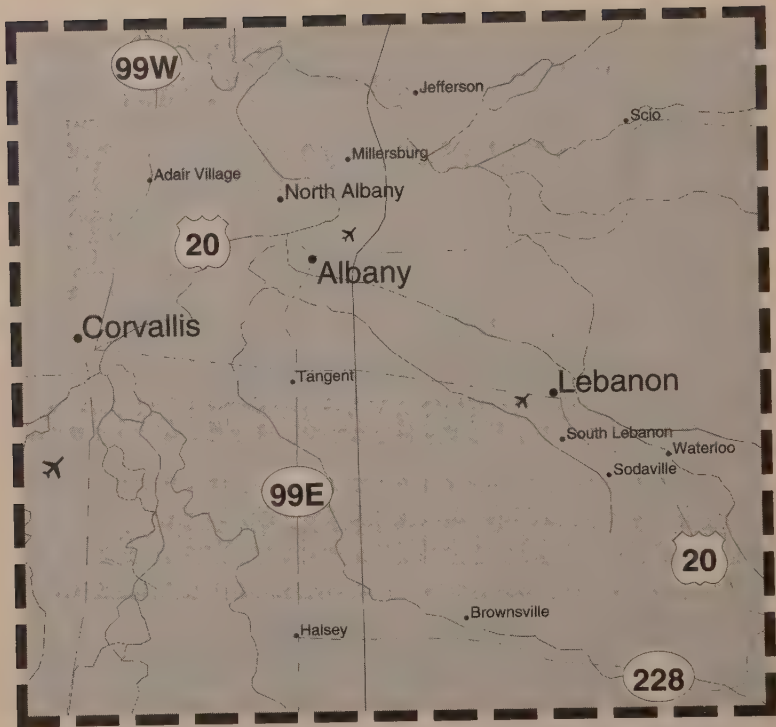 99W
Jefferson
Scio
Millersburg
Adair Village
North Albany
20
Albany
Corvallis
Tangent
Lebanon
South Lebanon
Waterloo
Sodaville
99E
20
Brownsville
Halsey
228